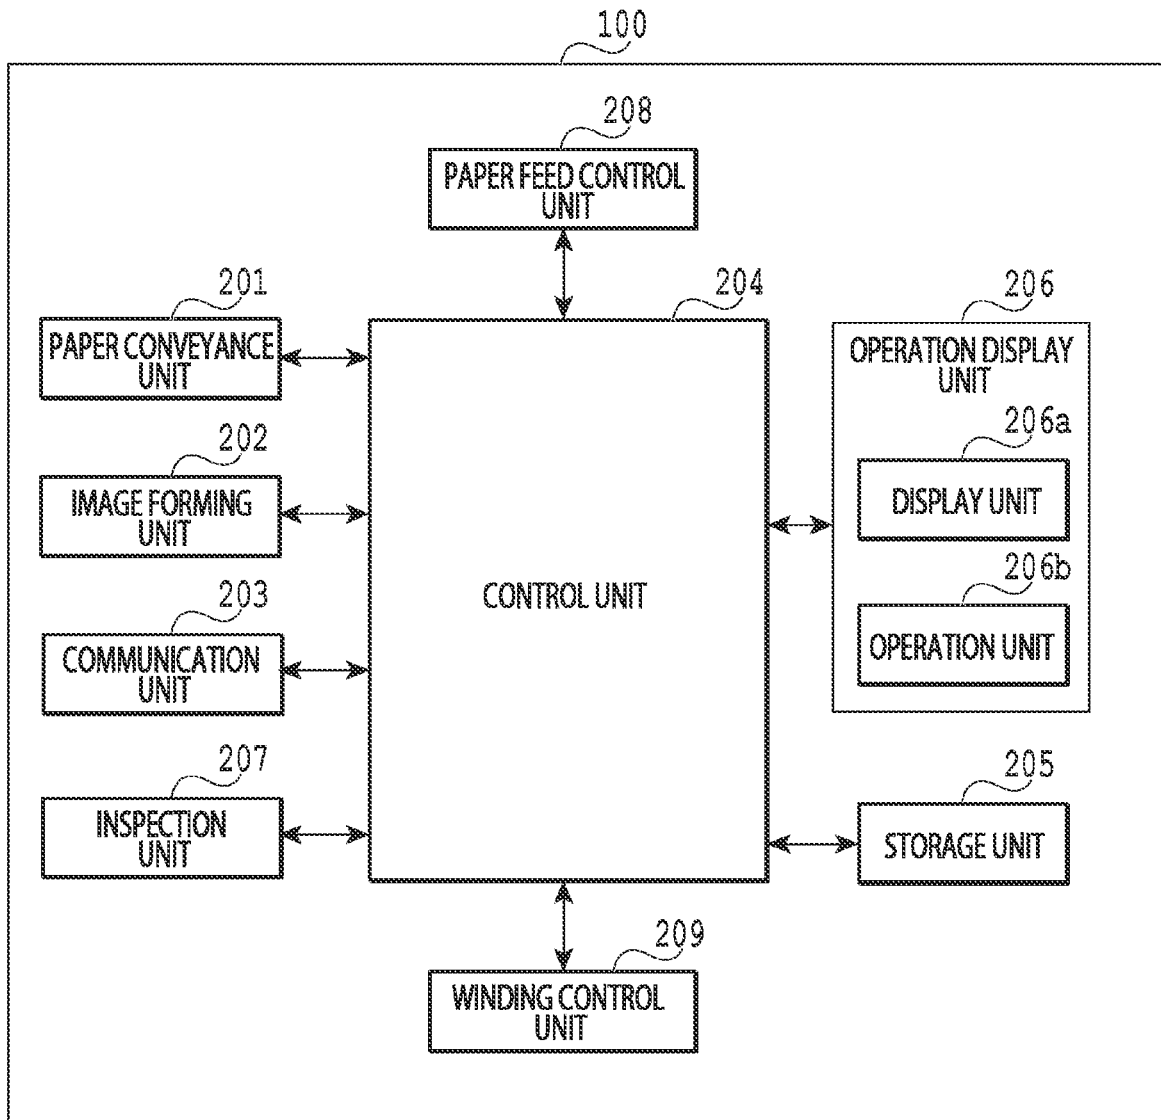 100
208
PAPER FEED CONTROL
UNIT
201
PAPER CONVEYANCE
UNIT
202
IMAGE FORMING
UNIT
203
COMMUNICATION
UNIT
207
INSPECTION
UNIT
204
CONTROL UNIT
206
OPERATION DISPLAY
UNIT
206a
DISPLAY UNIT
206b
OPERATION UNIT
205
STORAGE UNIT
209
WINDING CONTROL
UNIT